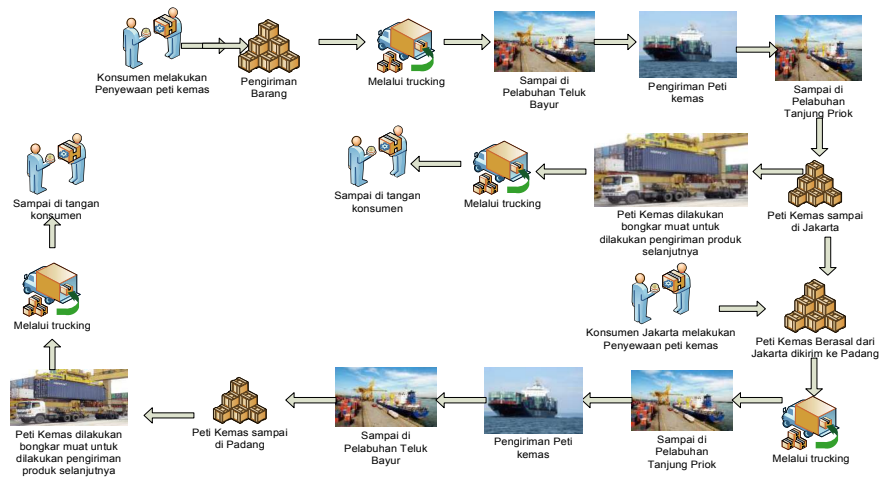 Konsumen melakukan
Penyewaan peti kemas
Pengiriman
Barang
Melalui trucking
Sampai di
Pelabuhan Teluk
Bayur
Pengiriman Peti
kemas
Sampai di
Pelabuhan
Tanjung Priok
Sampai di tangan
konsumen
Sampai di tangan
konsumen
Melalui trucking
Peti Kemas dilakukan
bongkar muat untuk
dilakukan pengiriman produk
selanjutnya
Peti Kemas sampai
di Jakarta
Melalui trucking
Konsumen Jakarta melakukan
Penyewaan peti kemas
Peti Kemas Berasal dari
Jakarta dikirim ke Padang
Peti Kemas dilakukan
bongkar muat untuk
dilakukan pengiriman
produk selanjutnya
Peti Kemas sampai
di Padang
Sampai di
Pelabuhan Teluk
Bayur
Pengiriman Peti
kemas
Sampai di
Pelabuhan
Tanjung Priok
Melalui trucking